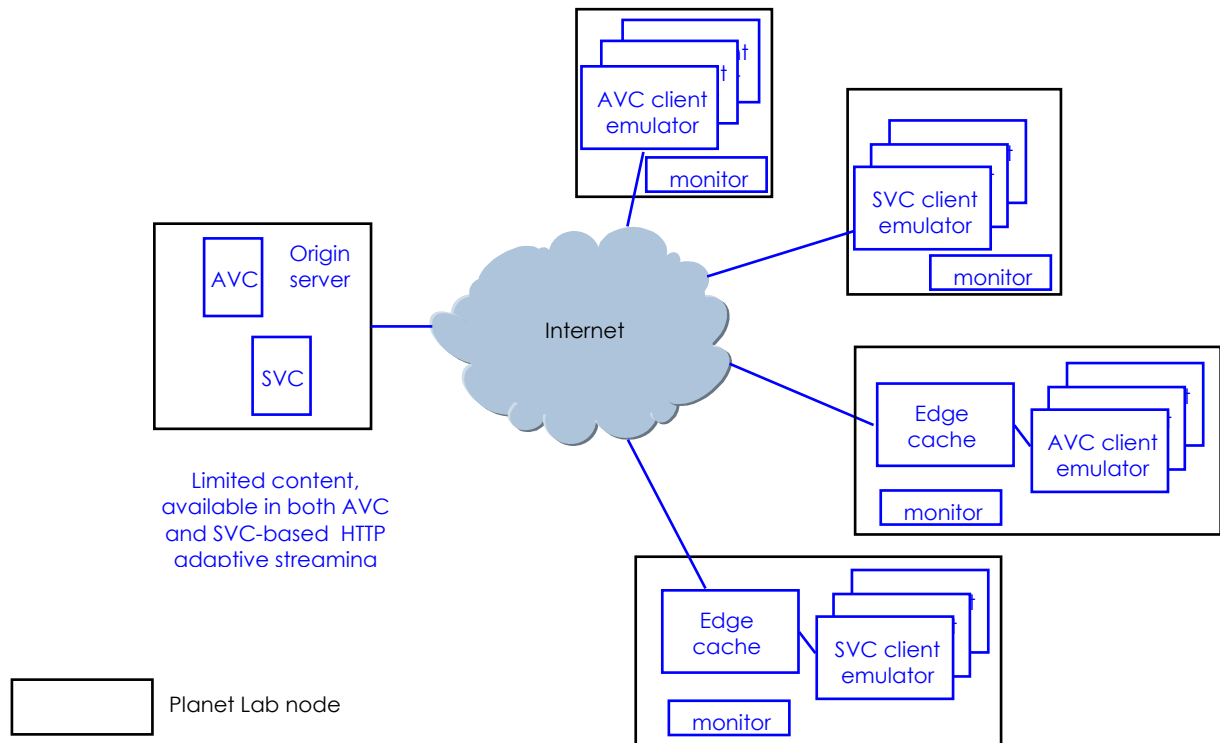 AVC client
emulator
monitor
SVC client
emulator
monitor
Origin
server
AVC
SVC
Internet
Limited content,
available in both AVC
and SVC-based HTTP
adaptive streaming
Edge
cache
AVC client
emulator
monitor
Edge
cache
SVC client
emulator
monitor
Planet Lab node